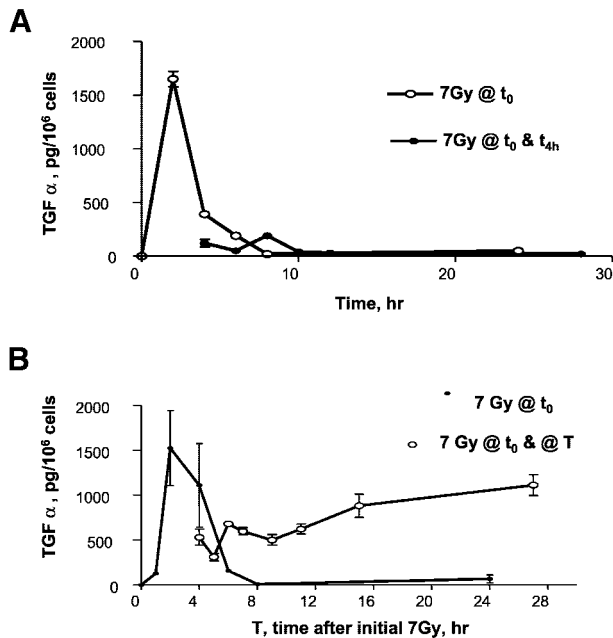 A
TGF α , pg/10⁶ cells
2000
1500
1000
500
0
7Gy @ t₀
7Gy @ t₀ & t₄ₕ
0 10 20 30
Time, hr
B
TGF α , pg/10⁶ cells
2000
1500
1000
500
0
7 Gy @ t₀
7 Gy @ t₀ & @ T
0 4 8 12 16 20 24 28
T, time after initial 7Gy, hr